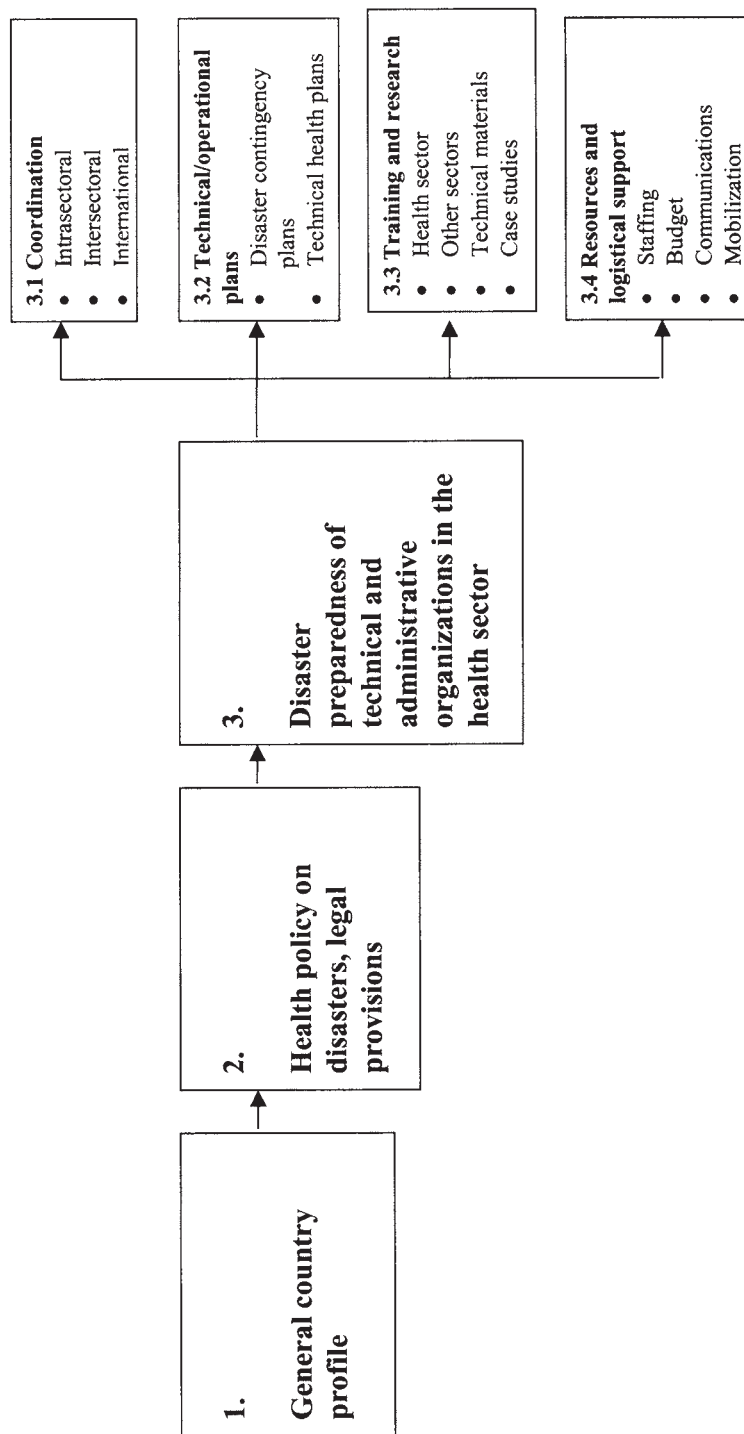 1.
General country
profile
2.
Health policy on
disasters, legal
provisions
3.
Disaster
preparedness of
technical and
administrative
organizations in the
health sector
3.1 Coordination
• Intrasectoral
• Intersectoral
• International
3.2 Technical/operational
plans
• Disaster contingency
plans
• Technical health plans
3.3 Training and research
• Health sector
• Other sectors
• Technical materials
• Case studies
3.4 Resources and
logistical support
• Staffing
• Budget
• Communications
• Mobilization